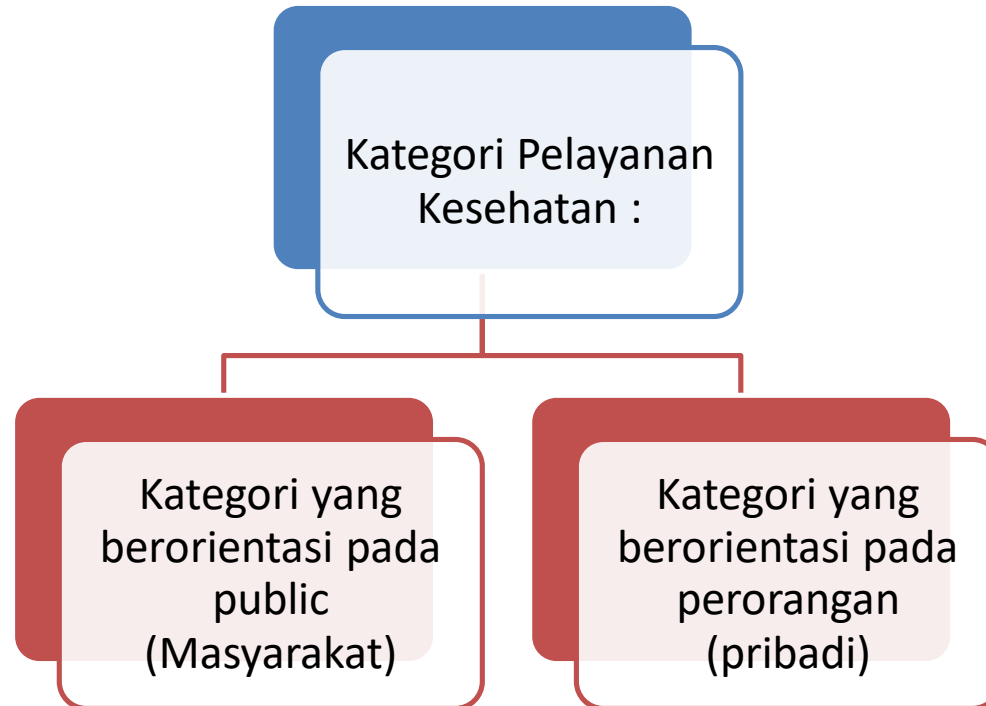 Kategori Pelayanan
Kesehatan :
Kategori yang
berorientasi pada
public
(Masyarakat)
Kategori yang
berorientasi pada
perorangan
(pribadi)